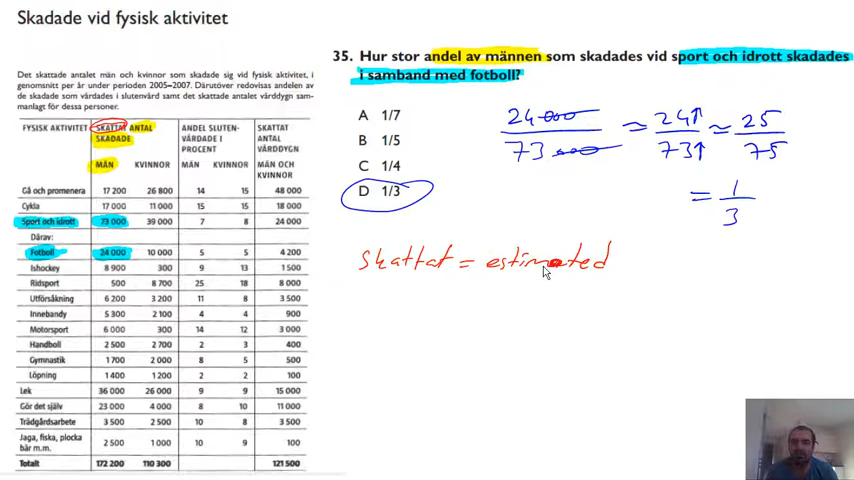 Skadade vid fysisk aktivitet
Det skattade antalet män och kvinnor som skadade sig vid fysisk aktivitet, i
genomsnitt per år under perioden 2005–2007. Därutöver redovisas andelen av
de skadade som vårdades i slutenvård samt det skattade antalet vårddygn sam-
manlagt för dessa personer.
FYSISK AKTIVITET SKATTAT ANTAL SKADADE ANDEL SLUTEN- VÅRDADE I PROCENT SKATTAT ANTAL VÅRDDYGN
MÄN KVINNOR MÄN KVINNOR MÄN OCH KVINNOR
Gå och promenera 17 200 26 800 14 15 48 000
Cykla 17 000 11 000 15 15 18 000
Sport och idrott 73 000 39 000 7 8 24 000
Därav:
Fotboll 24 000 10 000 5 5 4 200
Ishockey 8 900 300 9 13 1 500
Ridsport 500 8 700 25 18 8 000
Utförsåkning 6 200 3 200 11 8 3 500
Innebandy 5 300 2 100 4 4 900
Motorsport 6 000 300 14 12 3 000
Handboll 2 500 2 700 2 3 400
Gymnastik 1 700 2 000 8 5 500
Löpning 1 400 1 200 2 2 100
Lek 36 000 26 000 9 9 15 000
Gör det själv 23 000 4 000 8 10 11 000
Trädgårdsarbete 3 500 2 500 10 8 3 500
Jaga, fiska, plocka
bär m.m. 2 500 1 000 10 9 100
Totalt 172 200 110 300 121 500
35. Hur stor andel av männen som skadades vid sport och idrott skadades
i samband med fotboll?
A 1/7
B 1/5
C 1/4
D 1/3
24 000 / 73 000 ≈ 24↑ / 73↑ ≈ 25 / 75
= 1 / 3
Skattat = estimated